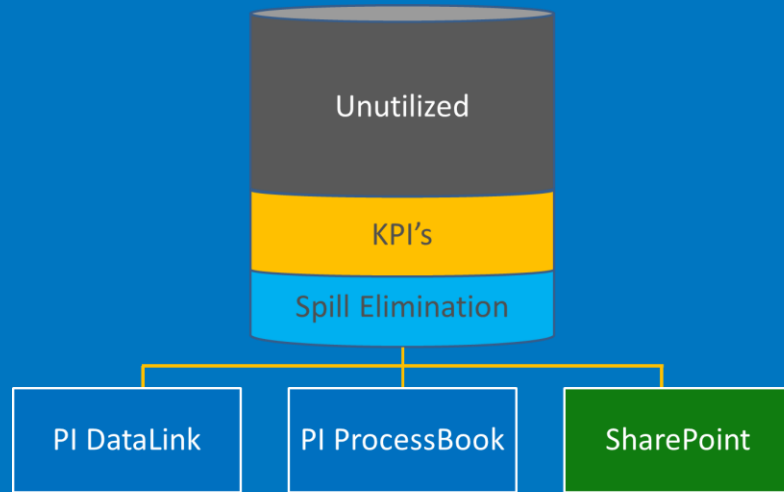 Unutilized
KPI's
Spill Elimination
PI DataLink
PI ProcessBook
SharePoint